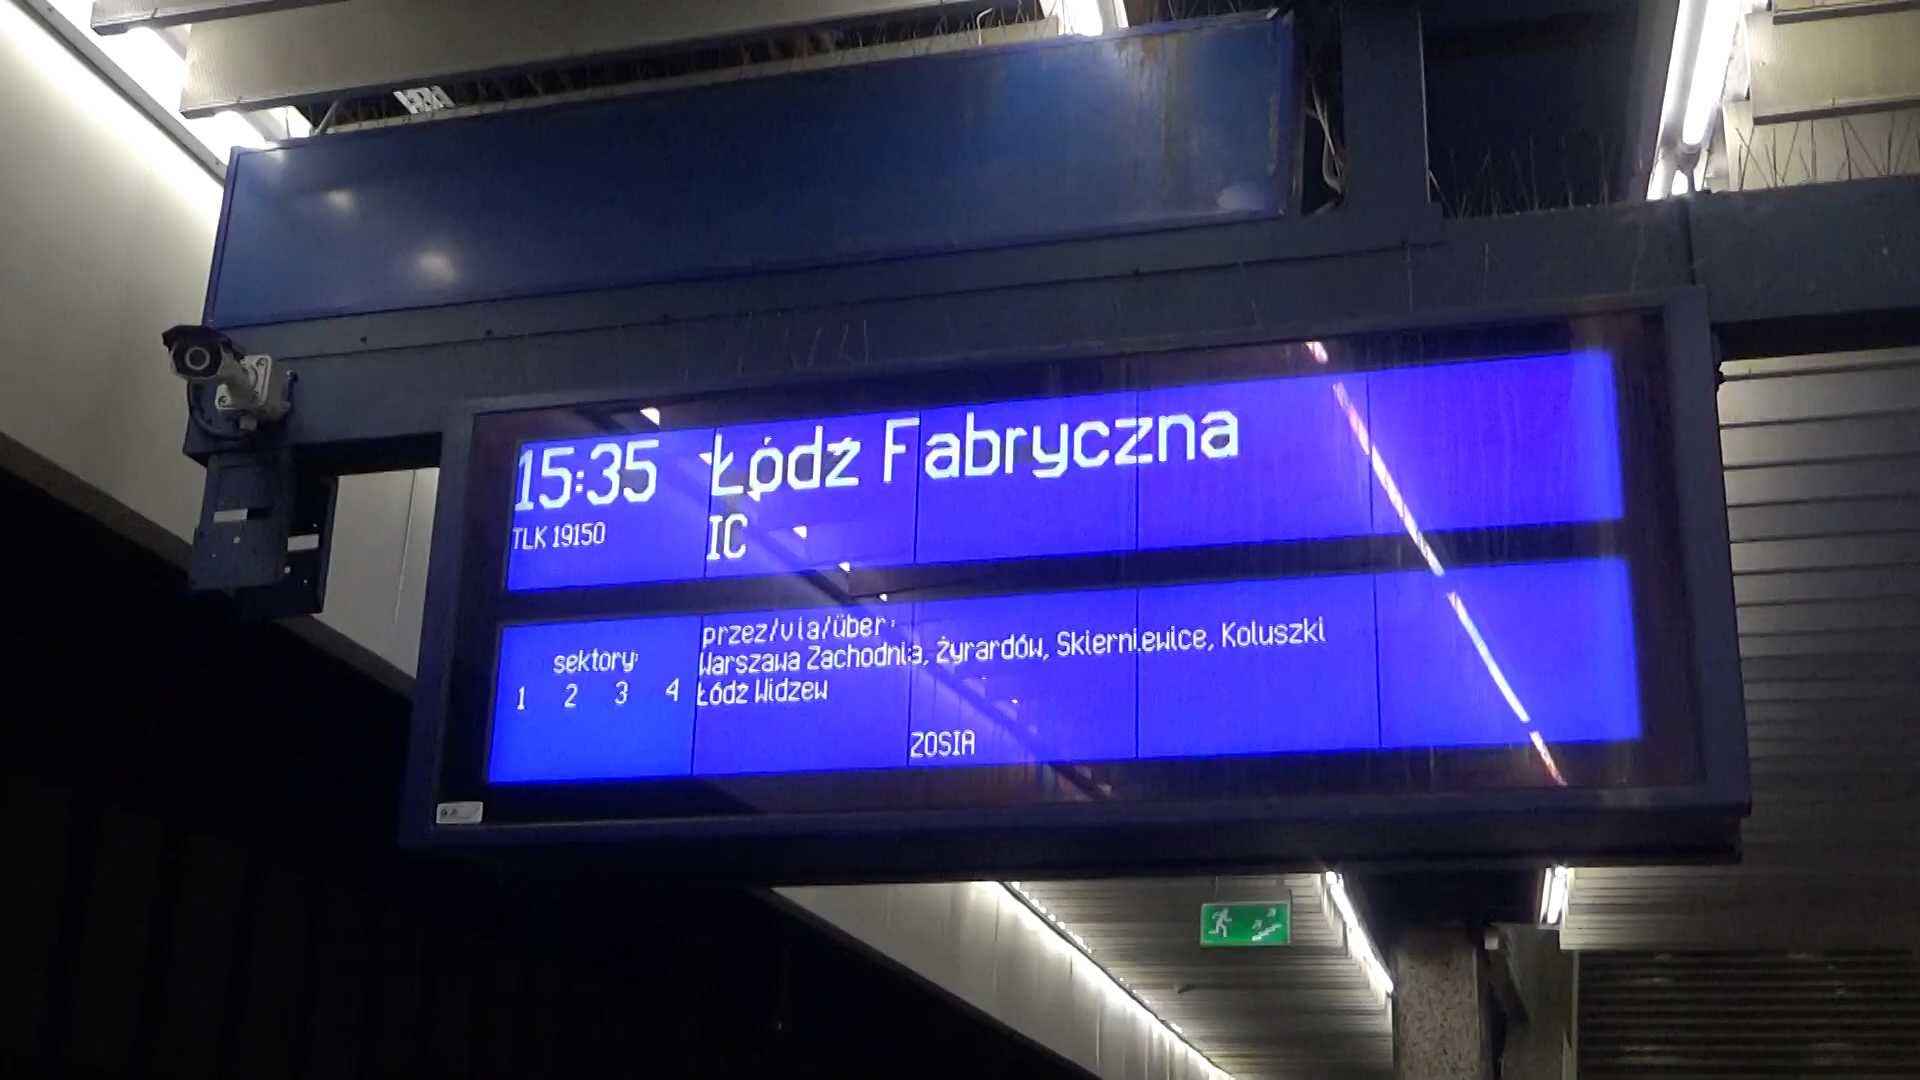 15:35 Łódź Fabryczna
TLK 19150 IC
sektory:
1 2 3 4
przez/via/über:
Warszawa Zachodnia, Żyrardów, Skierniewice, Koluszki
Łódź Widzew
ZOSIA